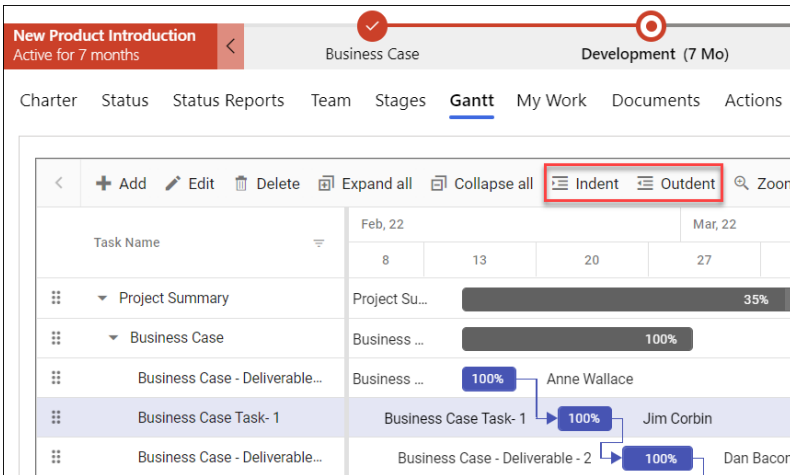 New Product Introduction
Active for 7 months
Business Case
Development (7 Mo)
Charter Status Status Reports Team Stages Gantt My Work Documents Actions
Add Edit Delete Expand all Collapse all Indent Outdent Zoom
Task Name
Feb, 22 Mar, 22
8 13 20 27
Project Summary Project Su... 35%
Business Case Business ... 100%
Business Case - Deliverable... Business ... 100% Anne Wallace
Business Case Task- 1 Business Case Task- 1 100% Jim Corbin
Business Case - Deliverable... Business Case - Deliverable - 2 100% Dan Bacon